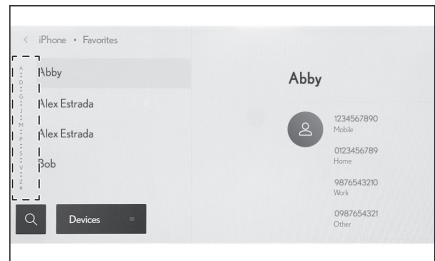 iPhone • Favorites
Abby
Alex Estrada
Alex Estrada
Bob
A
D
G
J
M
P
S
V
Z
#
Devices
Abby
1234567890
Mobile
0123456789
Home
9876543210
Work
0987654321
Other